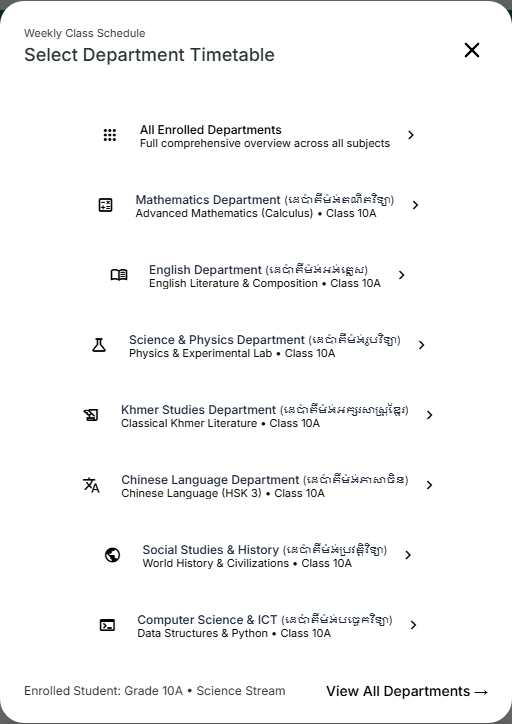 Weekly Class Schedule
Select Department Timetable
All Enrolled Departments
Full comprehensive overview across all subjects
Mathematics Department (គេប៉ាតឺម៉ង់គណិតវិទ្យា)
Advanced Mathematics (Calculus) • Class 10A
English Department (គេប៉ាតឺម៉ង់អង់គ្លេស)
English Literature & Composition • Class 10A
Science & Physics Department (គេប៉ាតឺម៉ង់រូបវិទ្យា)
Physics & Experimental Lab • Class 10A
Khmer Studies Department (គេប៉ាតឺម៉ង់អក្សរសាស្ត្រខ្មែរ)
Classical Khmer Literature • Class 10A
Chinese Language Department (គេប៉ាតឺម៉ង់ភាសាចិន)
Chinese Language (HSK 3) • Class 10A
Social Studies & History (គេប៉ាតឺម៉ង់ប្រវត្តិវិទ្យា)
World History & Civilizations • Class 10A
Computer Science & ICT (គេប៉ាតឺម៉ង់បច្ចេកវិទ្យា)
Data Structures & Python • Class 10A
Enrolled Student: Grade 10A • Science Stream
View All Departments →